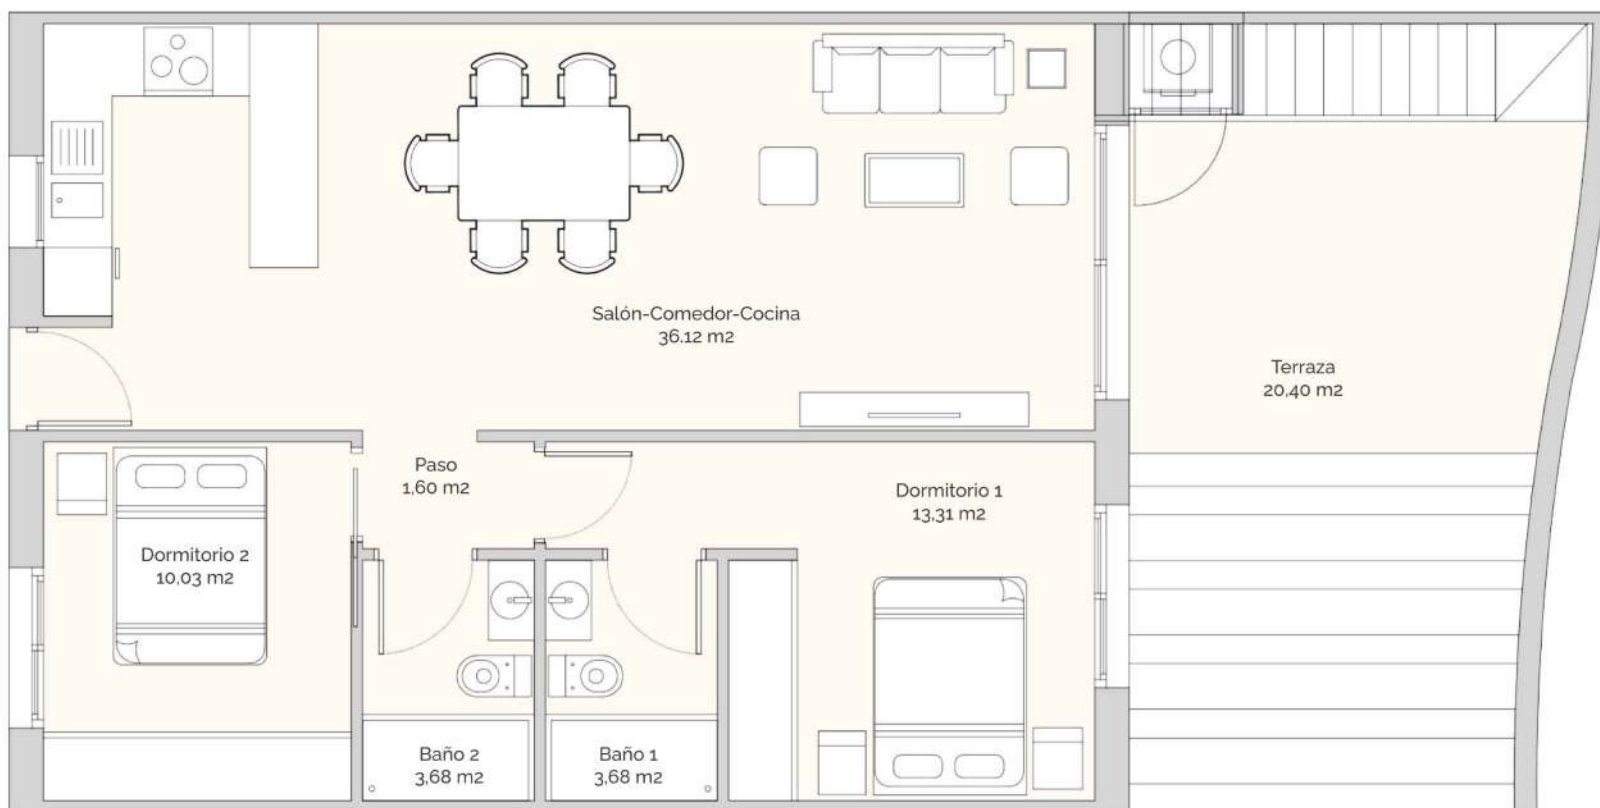 Salón-Comedor-Cocina
36.12 m2
Terraza
20,40 m2
Paso
1,60 m2
Dormitorio 1
13,31 m2
Dormitorio 2
10,03 m2
Baño 2
3,68 m2
Baño 1
3,68 m2